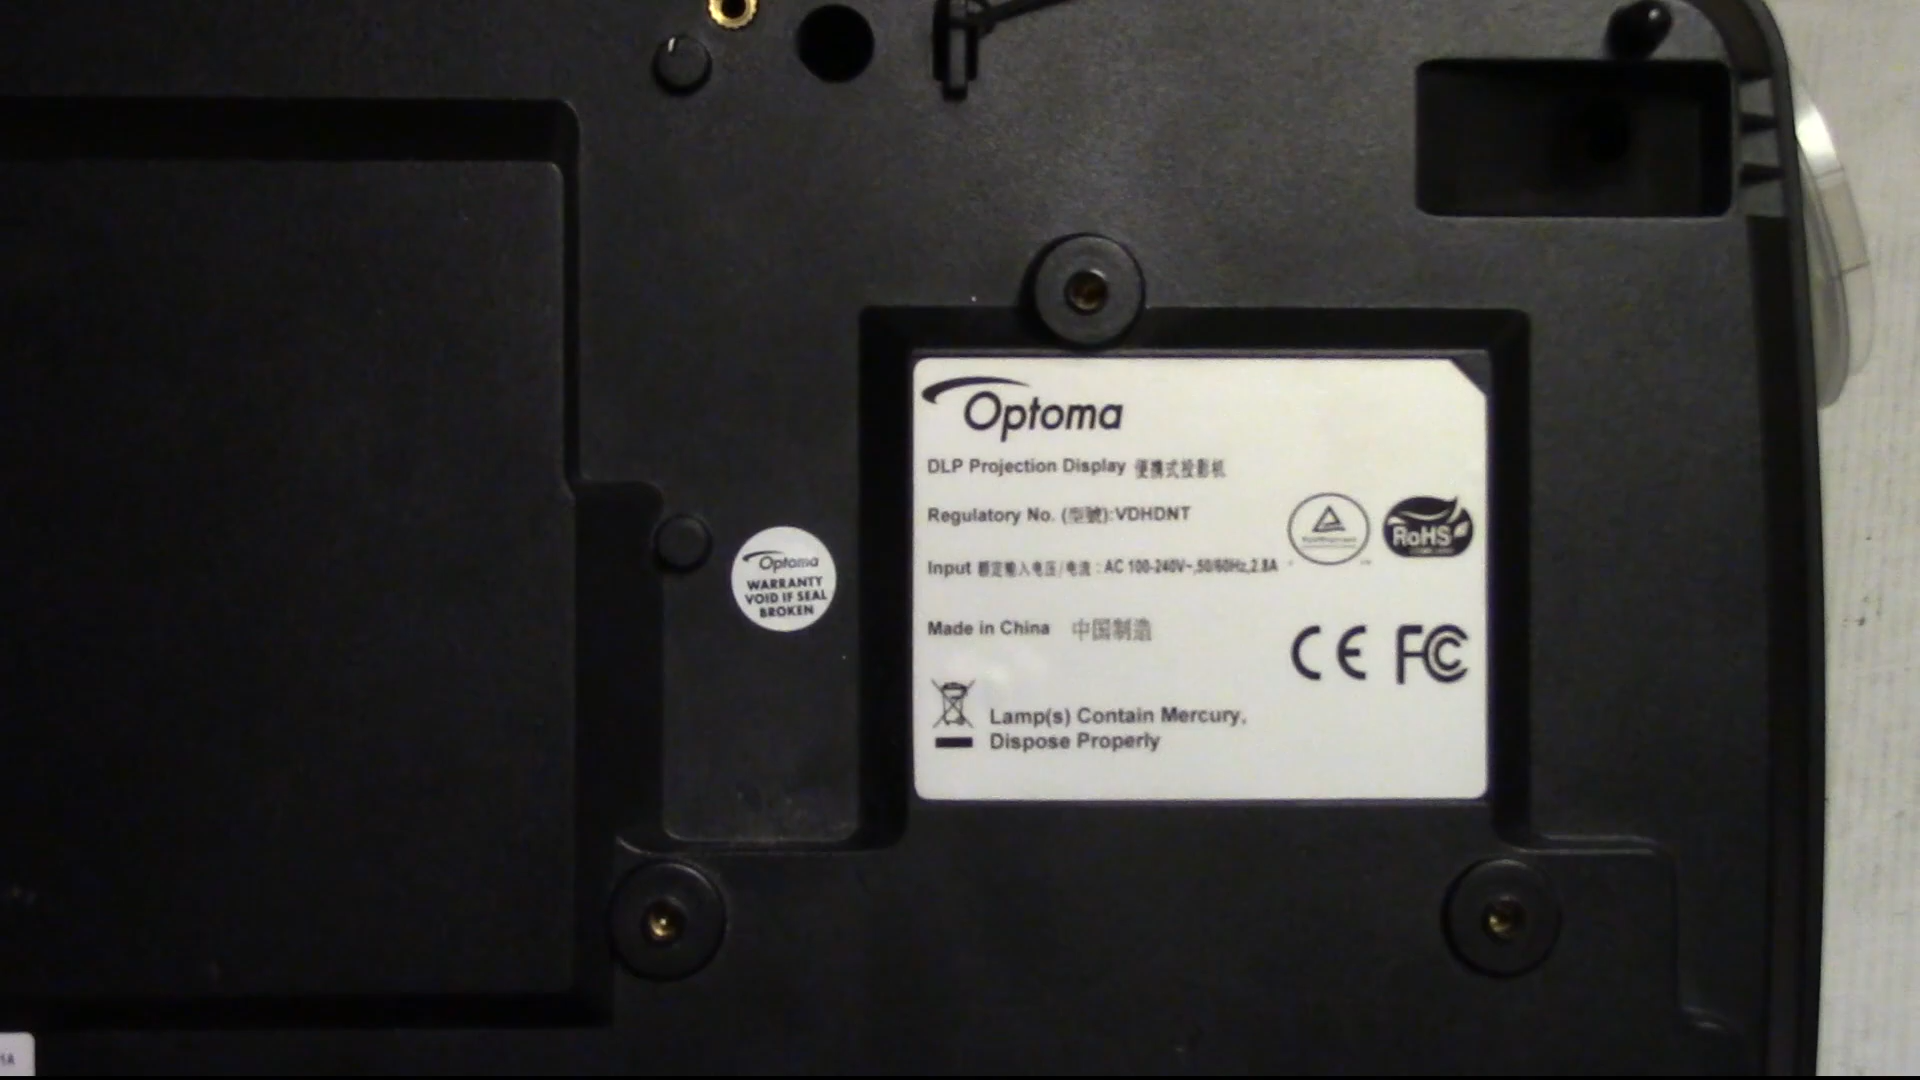 Optoma
DLP Projection Display 便携式投影机
Regulatory No. (型號):VDHDNT
Input 額定输入电压/电流 : AC 100-240V~,50/60Hz,2.8A
Made in China 中国制造
Lamp(s) Contain Mercury,
Dispose Properly
RoHS
CE FC
Optoma
WARRANTY
VOID IF SEAL
BROKEN